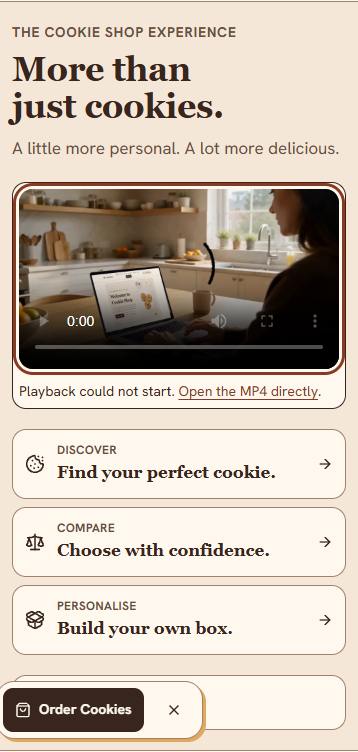 THE COOKIE SHOP EXPERIENCE
More than
just cookies.
A little more personal. A lot more delicious.
0:00
Playback could not start. Open the MP4 directly.
DISCOVER
Find your perfect cookie.
COMPARE
Choose with confidence.
PERSONALISE
Build your own box.
Order Cookies